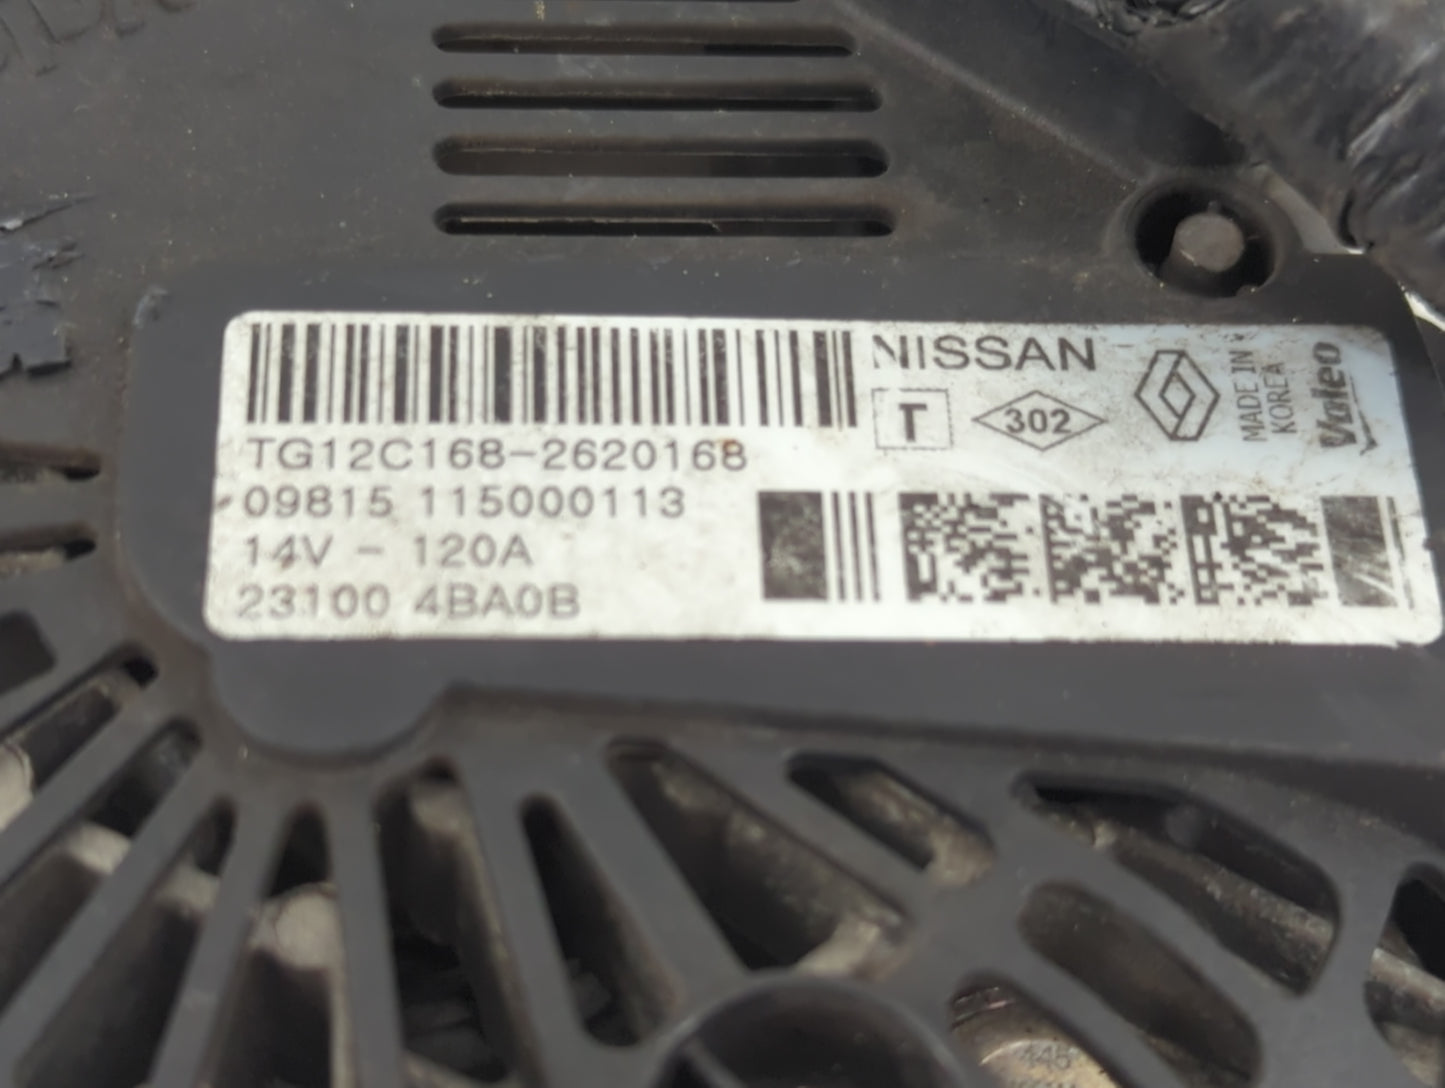 NISSAN
T
302
MADE IN
KOREA
Valeo
TG12C168-2620168
09815 115000113
14V - 120A
23100 4BA0B